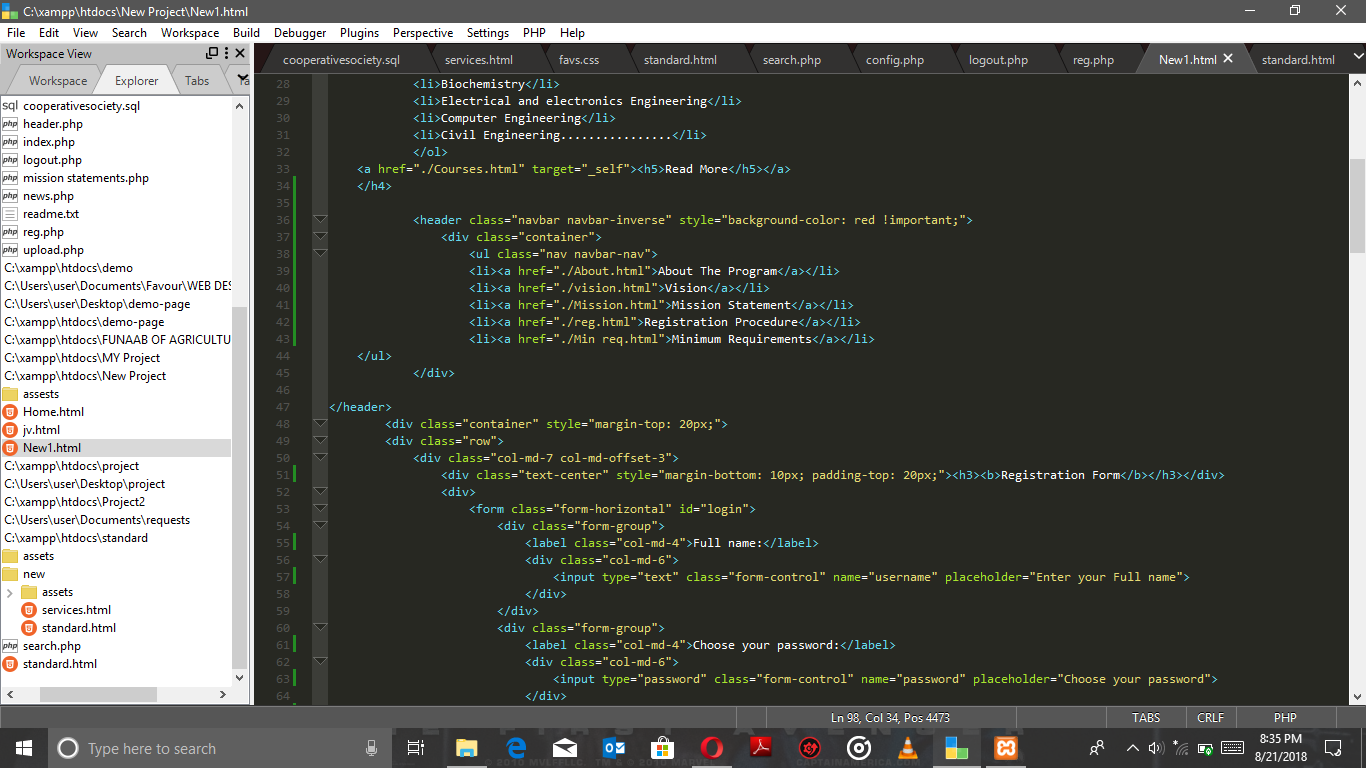 C:\xampp\htdocs\New Project\New1.html
File Edit View Search Workspace Build Debugger Plugins Perspective Settings PHP Help
Workspace View
Workspace Explorer Tabs
cooperativesociety.sql services.html favs.css standard.html search.php config.php logout.php reg.php New1.html standard.html
sql cooperativesociety.sql
php header.php
php index.php
php logout.php
php mission statements.php
php news.php
readme.txt
php reg.php
php upload.php
C:\xampp\htdocs\demo
C:\Users\user\Documents\Favour\WEB DES
C:\Users\user\Desktop\demo-page
C:\xampp\htdocs\demo-page
C:\xampp\htdocs\FUNAAB OF AGRICULTU
C:\xampp\htdocs\MY Project
C:\xampp\htdocs\New Project
assests
Home.html
jv.html
New1.html
C:\xampp\htdocs\project
C:\Users\user\Desktop\project
C:\xampp\htdocs\Project2
C:\Users\user\Documents\requests
C:\xampp\htdocs\standard
assets
new
assets
services.html
standard.html
php search.php
standard.html
28 <li>Biochemistry</li>
29 <li>Electrical and electronics Engineering</li>
30 <li>Computer Engineering</li>
31 <li>Civil Engineering................</li>
32 </ol>
33 <a href="./Courses.html" target="_self"><h5>Read More</h5></a>
34 </h4>
35
36 <header class="navbar navbar-inverse" style="background-color: red !important;">
37 <div class="container">
38 <ul class="nav navbar-nav">
39 <li><a href="./About.html">About The Program</a></li>
40 <li><a href="./vision.html">Vision</a></li>
41 <li><a href="./Mission.html">Mission Statement</a></li>
42 <li><a href="./reg.html">Registration Procedure</a></li>
43 <li><a href="./Min req.html">Minimum Requirements</a></li>
44 </ul>
45 </div>
46
47 </header>
48 <div class="container" style="margin-top: 20px;">
49 <div class="row">
50 <div class="col-md-7 col-md-offset-3">
51 <div class="text-center" style="margin-bottom: 10px; padding-top: 20px;"><h3><b>Registration Form</b></h3></div>
52 <div>
53 <form class="form-horizontal" id="login">
54 <div class="form-group">
55 <label class="col-md-4">Full name:</label>
56 <div class="col-md-6">
57 <input type="text" class="form-control" name="username" placeholder="Enter your Full name">
58 </div>
59 </div>
60 <div class="form-group">
61 <label class="col-md-4">Choose your password:</label>
62 <div class="col-md-6">
63 <input type="password" class="form-control" name="password" placeholder="Choose your password">
64 </div>
Ln 98, Col 34, Pos 4473 TABS CRLF PHP
Type here to search
8:35 PM
8/21/2018